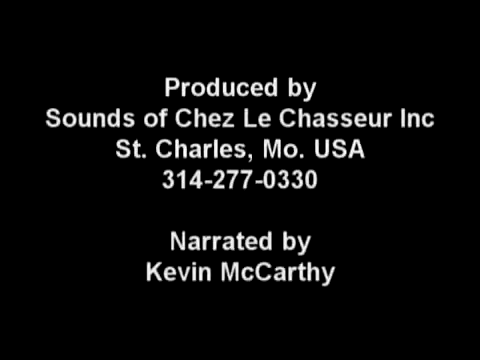 Produced by
Sounds of Chez Le Chasseur Inc
St. Charles, Mo. USA
314-277-0330
Narrated by
Kevin McCarthy